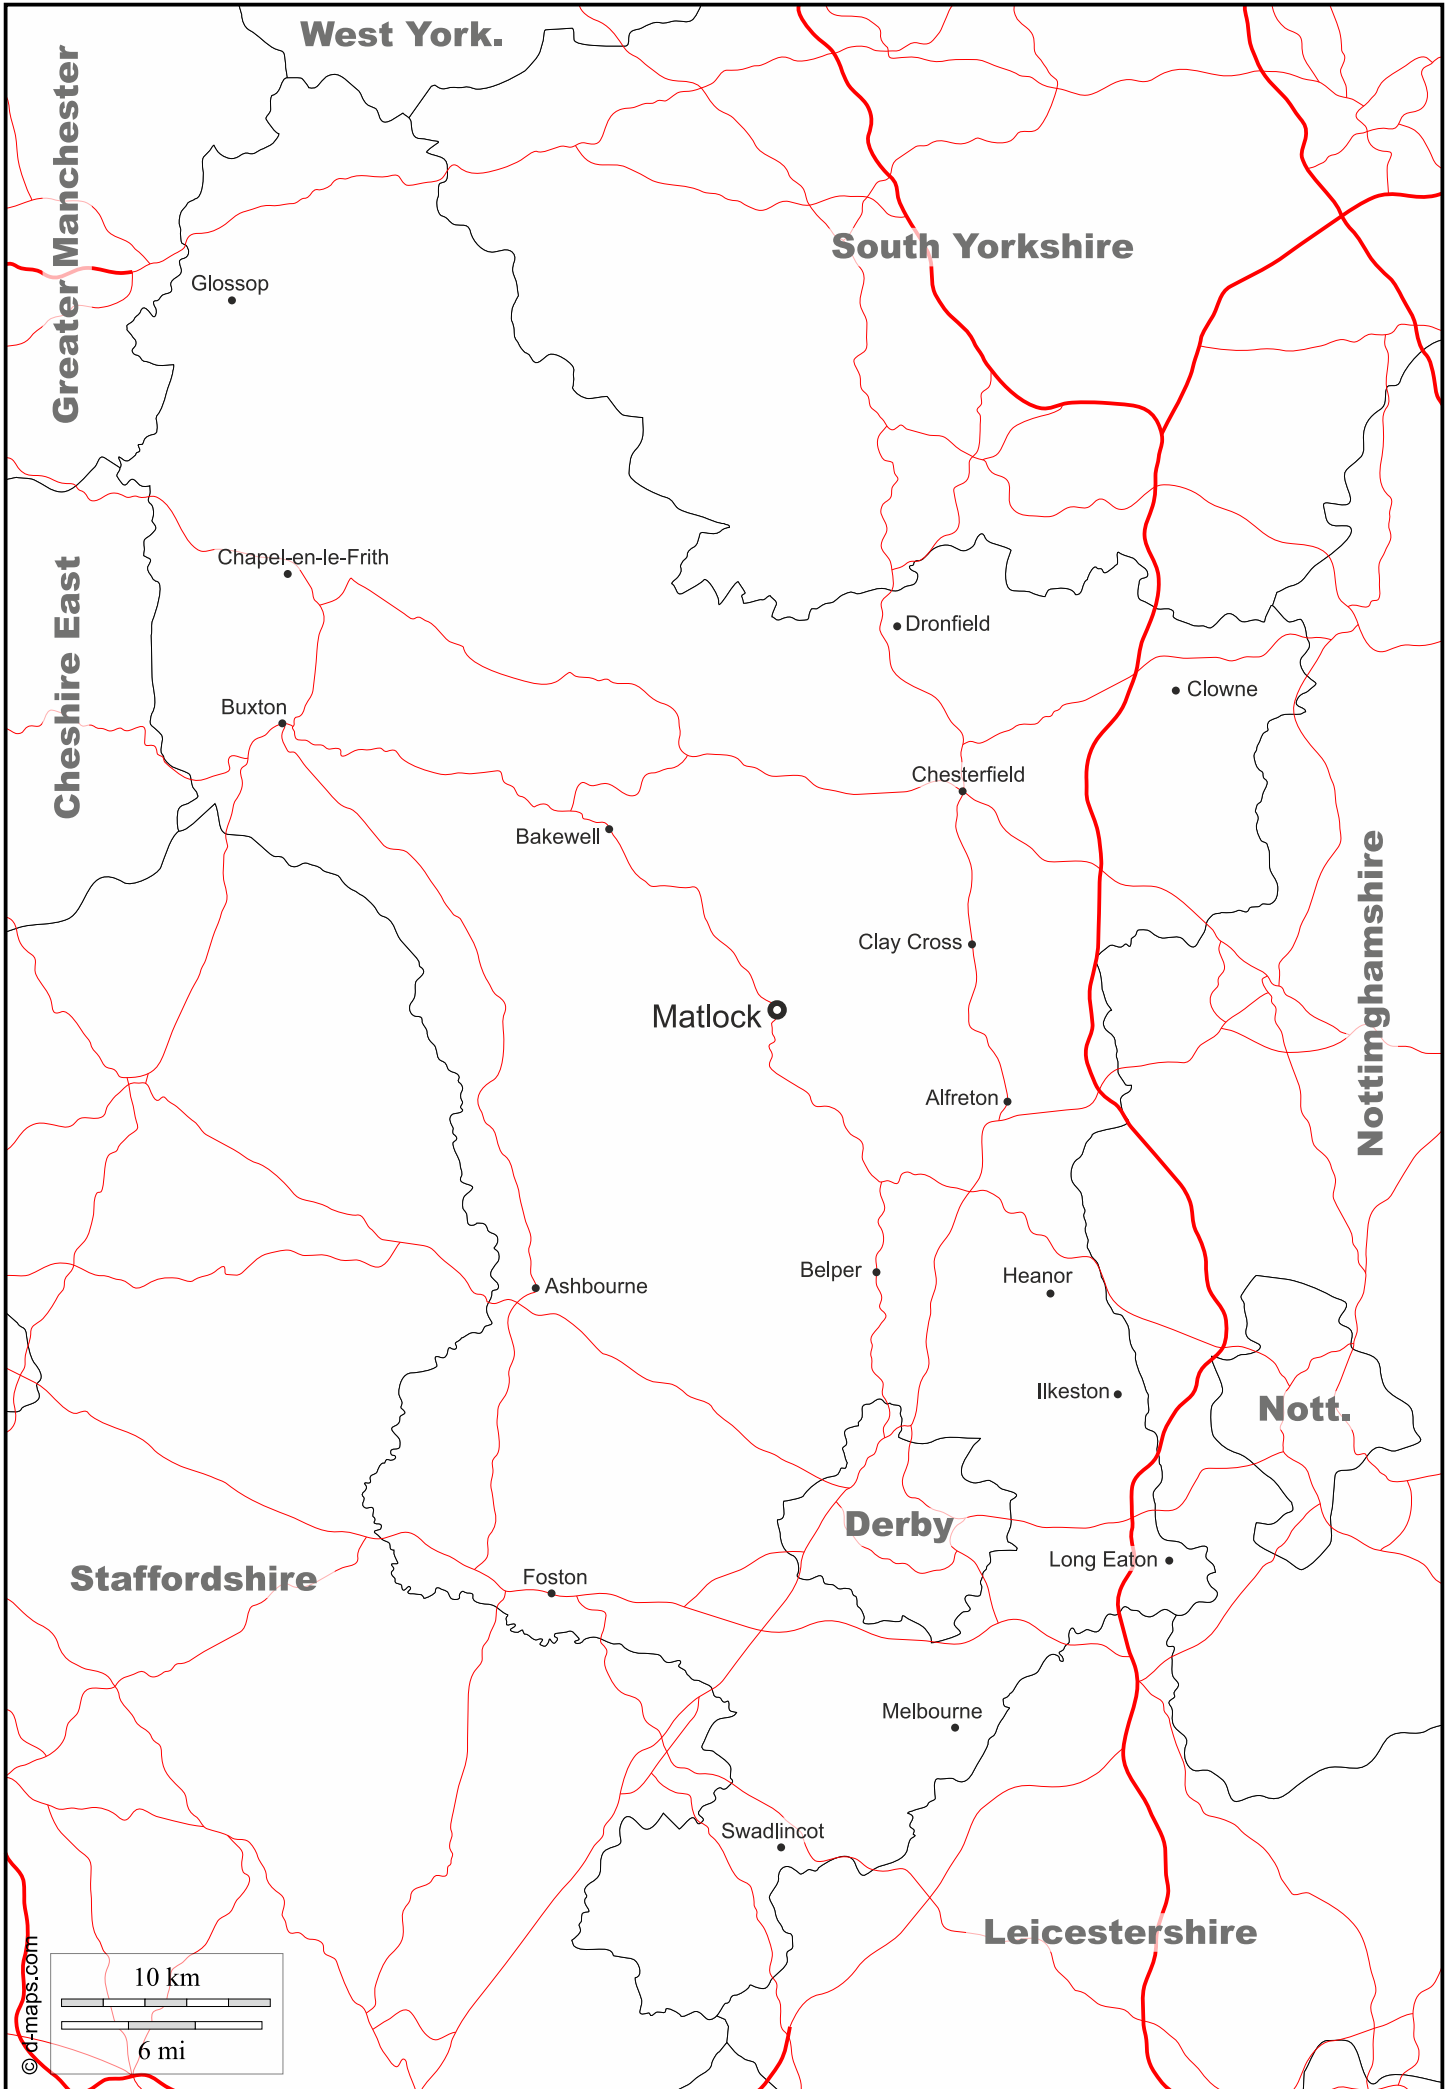 West York.
Greater Manchester
South Yorkshire
Glossop
Chapel-en-le-Frith
Cheshire East
Dronfield
Clowne
Buxton
Chesterfield
Bakewell
Nottinghamshire
Clay Cross
Matlock
Alfreton
Belper
Heanor
Ashbourne
Ilkeston
Nott.
Derby
Long Eaton
Staffordshire
Foston
Melbourne
Swadlincot
Leicestershire
© d-maps.com
10 km
6 mi